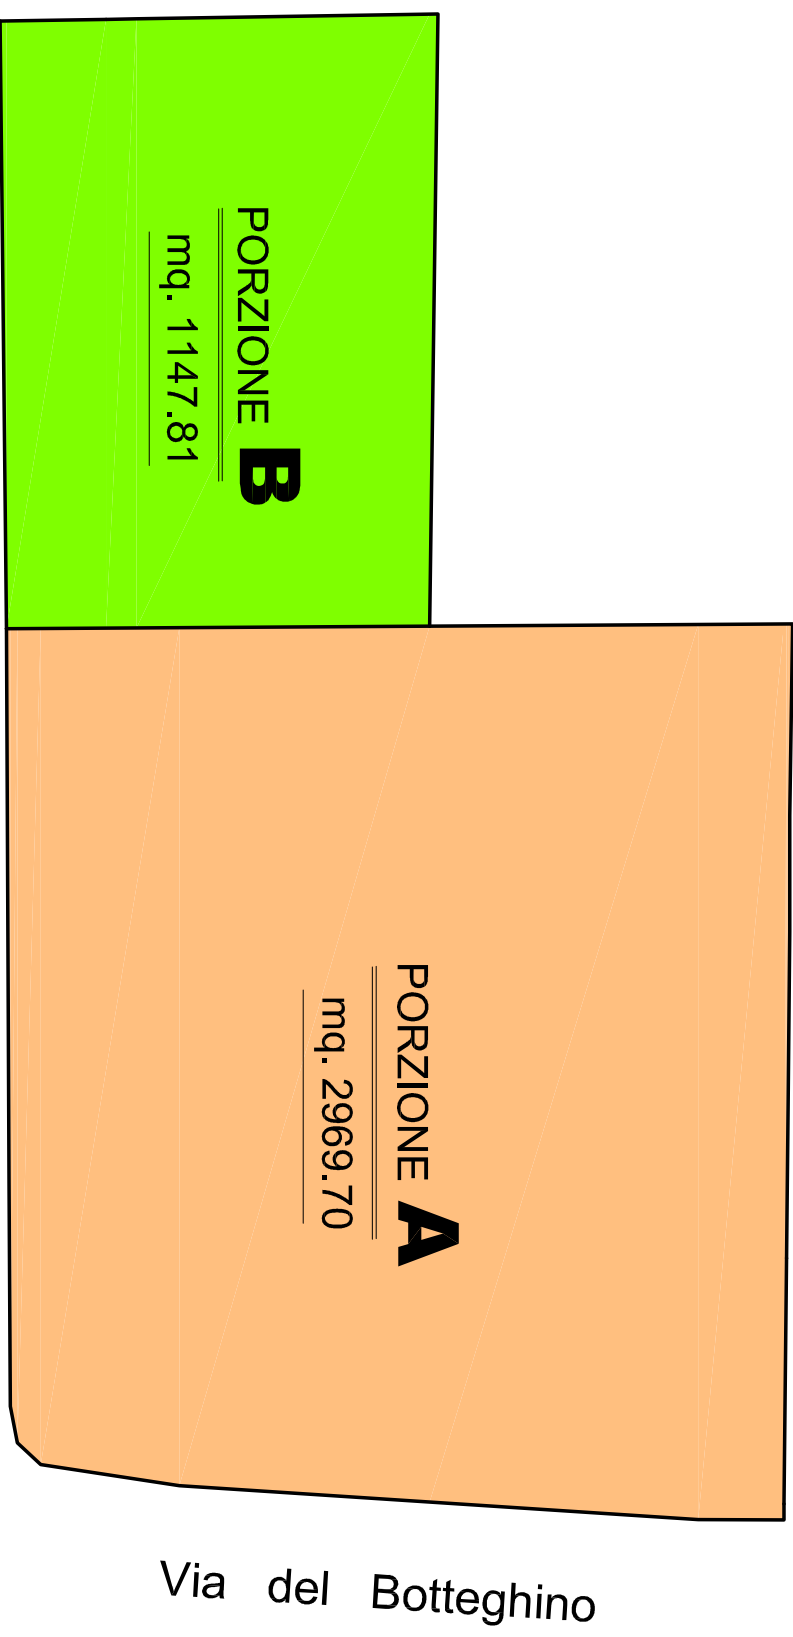 PORZIONE B
mq. 1147.81
PORZIONE A
mq. 2969.70
Via del Botteghino